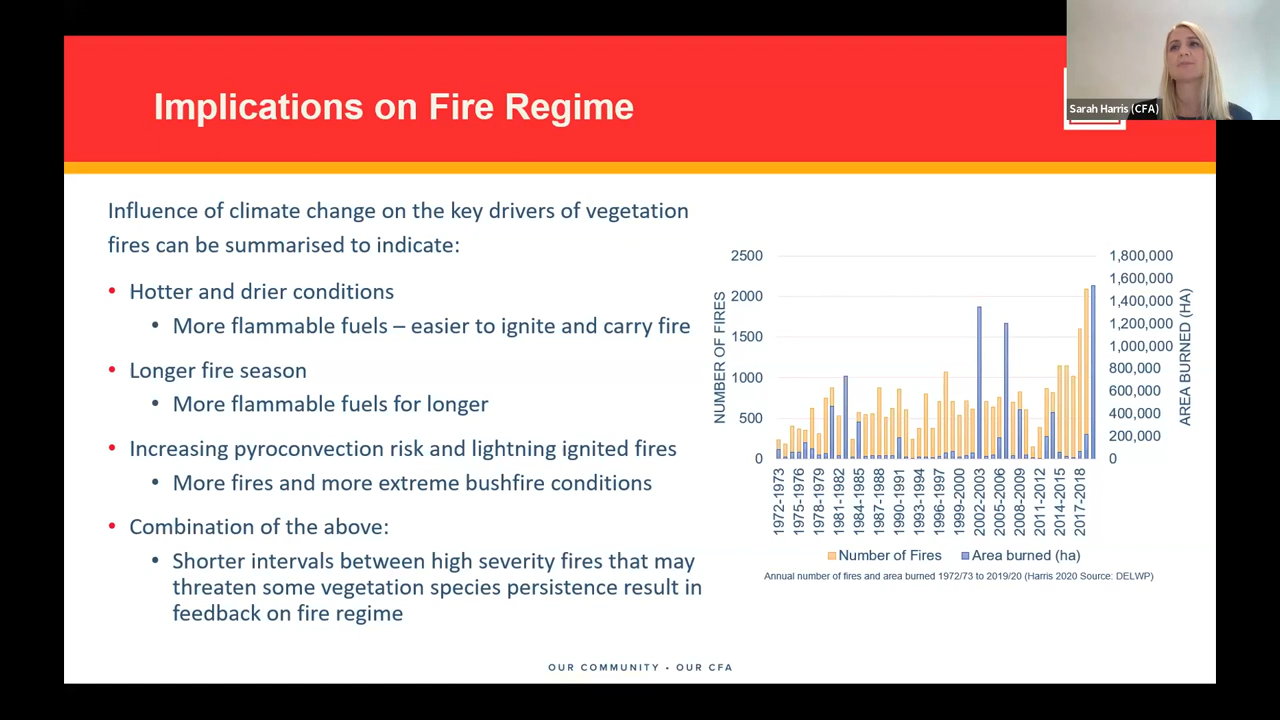 Sarah Harris (CFA)
Implications on Fire Regime
Influence of climate change on the key drivers of vegetation
fires can be summarised to indicate:
• Hotter and drier conditions
• More flammable fuels – easier to ignite and carry fire
• Longer fire season
• More flammable fuels for longer
• Increasing pyroconvection risk and lightning ignited fires
• More fires and more extreme bushfire conditions
• Combination of the above:
• Shorter intervals between high severity fires that may
threaten some vegetation species persistence result in
feedback on fire regime
NUMBER OF FIRES
2500
2000
1500
1000
500
0
1,800,000
1,600,000
1,400,000
1,200,000
1,000,000
800,000
600,000
400,000
200,000
0
AREA BURNED (HA)
1972-1973
1975-1976
1978-1979
1981-1982
1984-1985
1987-1988
1990-1991
1993-1994
1996-1997
1999-2000
2002-2003
2005-2006
2008-2009
2011-2012
2014-2015
2017-2018
Number of Fires
Area burned (ha)
Annual number of fires and area burned 1972/73 to 2019/20 (Harris 2020 Source: DELWP)
OUR COMMUNITY • OUR CFA